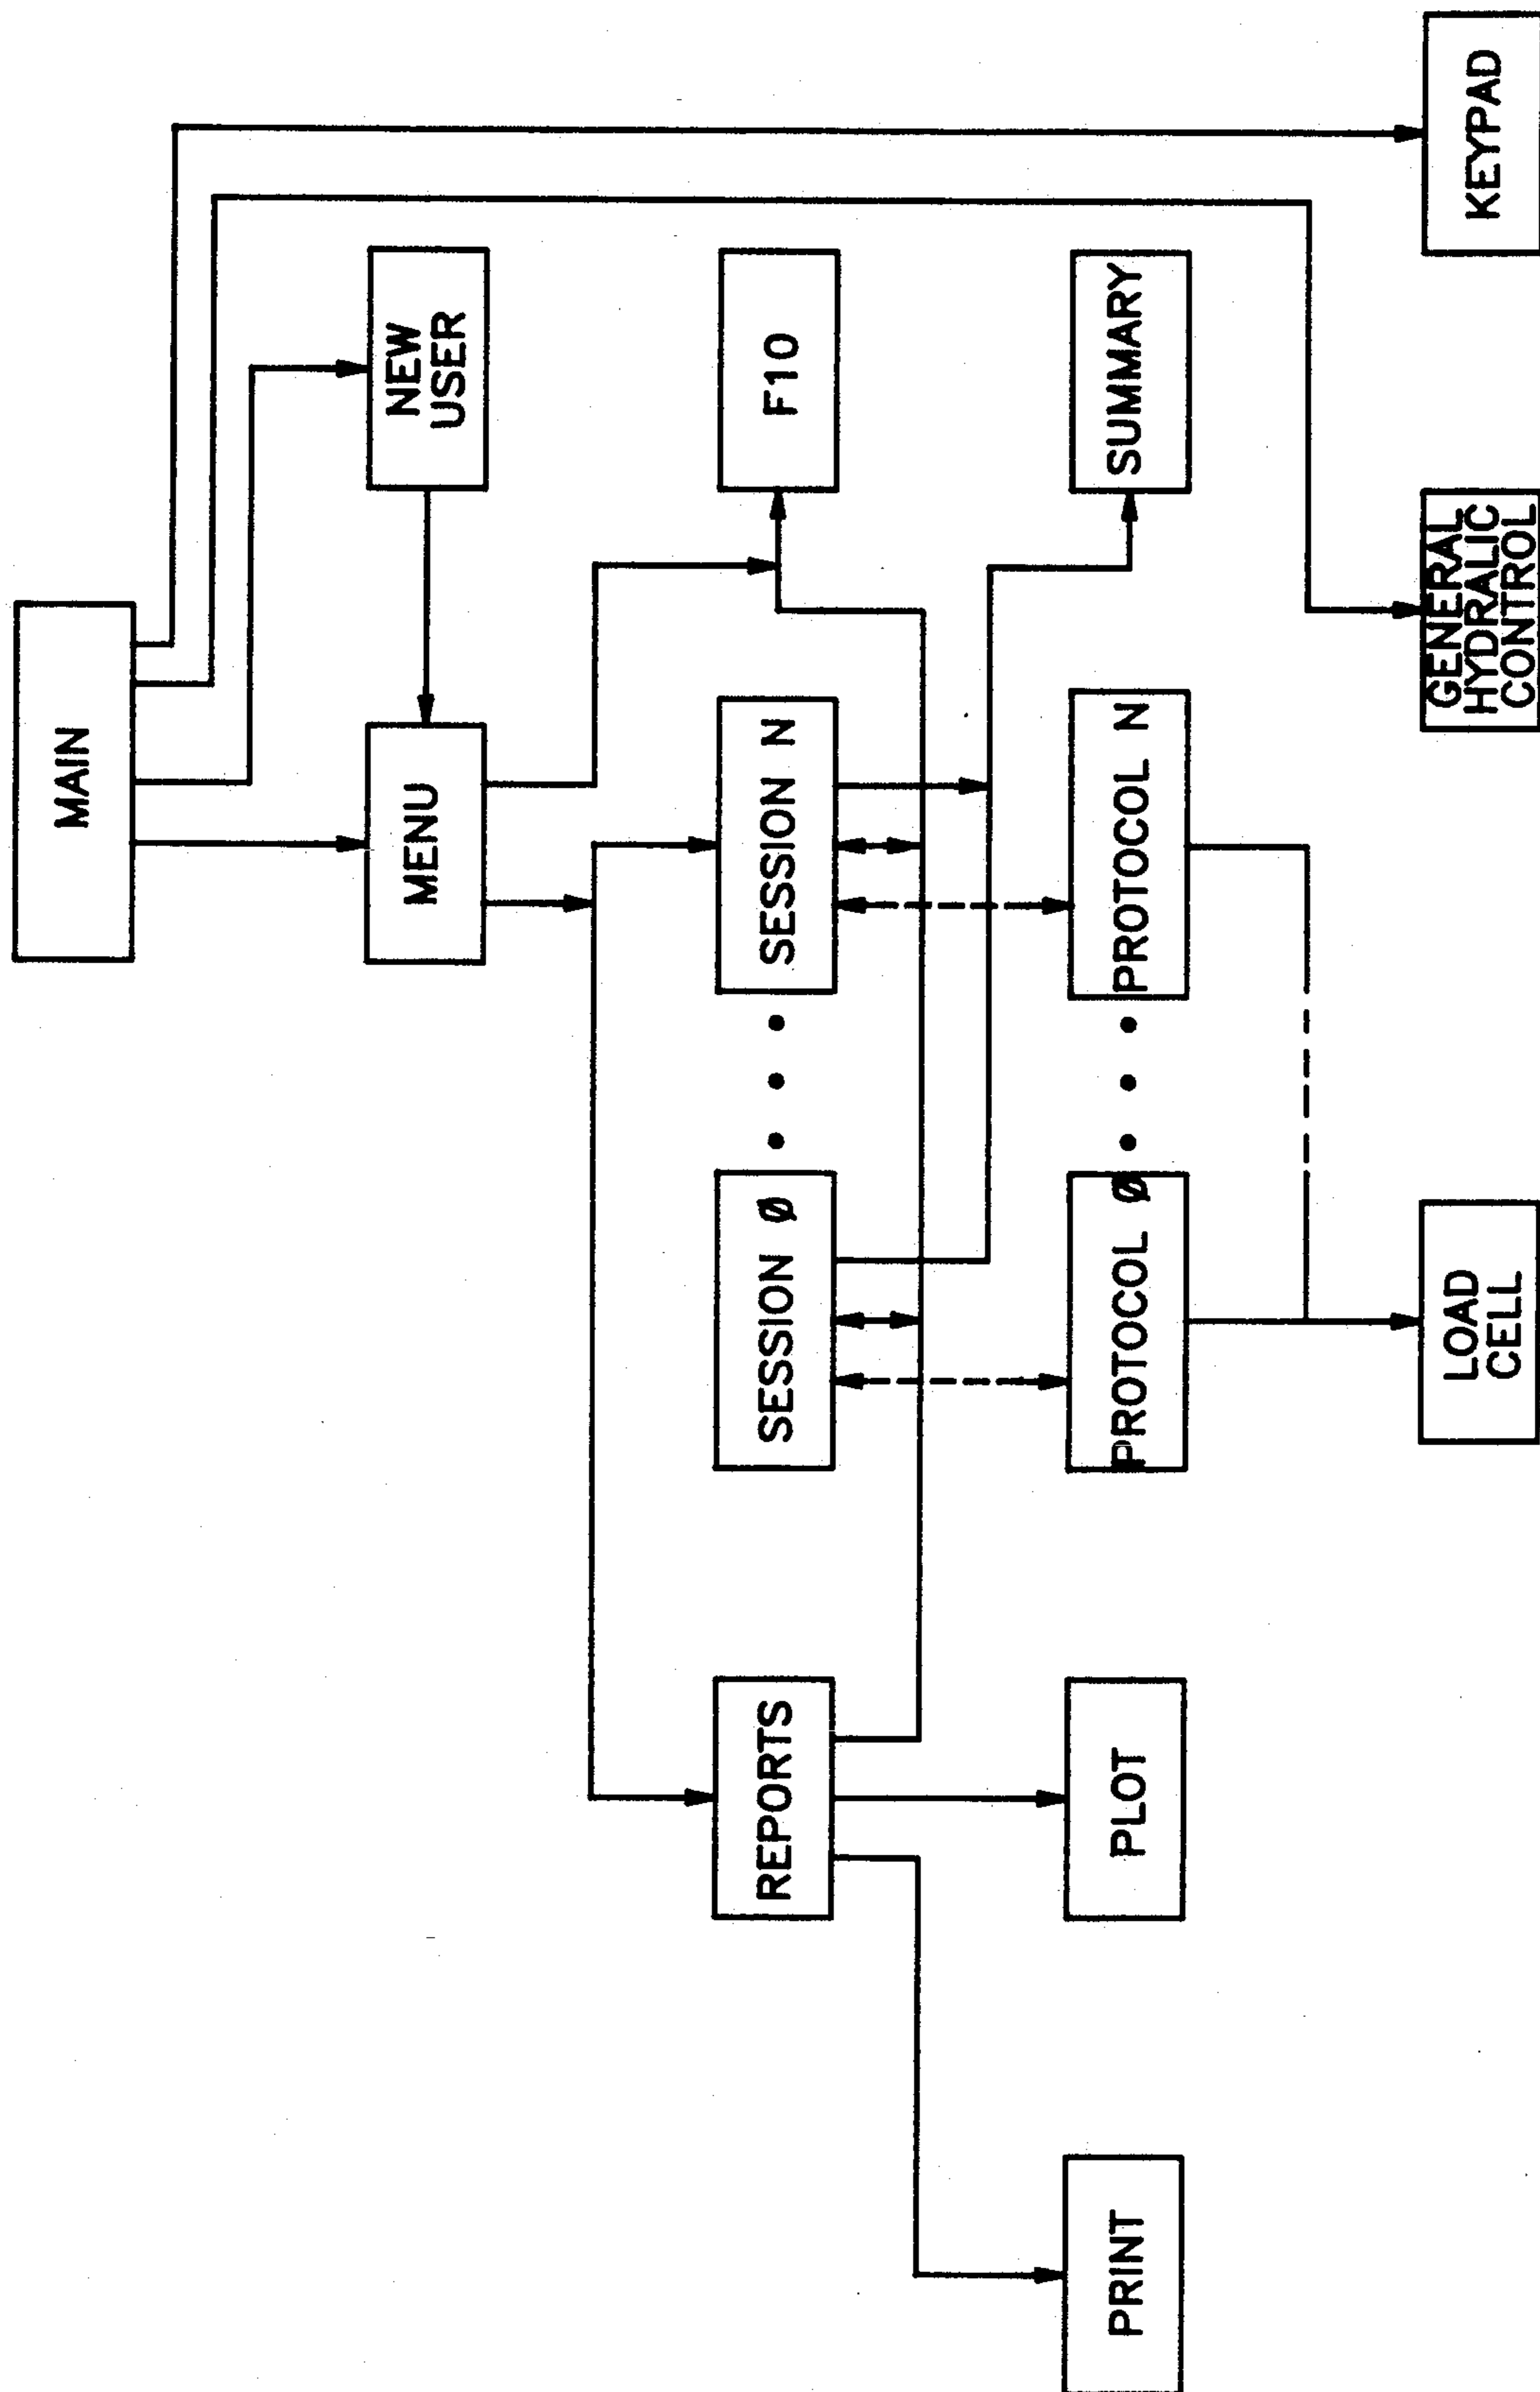 MAIN
MENU
NEW
USER
REPORTS
SESSION Ø
SESSION N
F10
PRINT
PLOT
PROTOCOL Ø
PROTOCOL N
SUMMARY
LOAD
CELL
GENERAL
HYDRALIC
CONTROL
KEYPAD